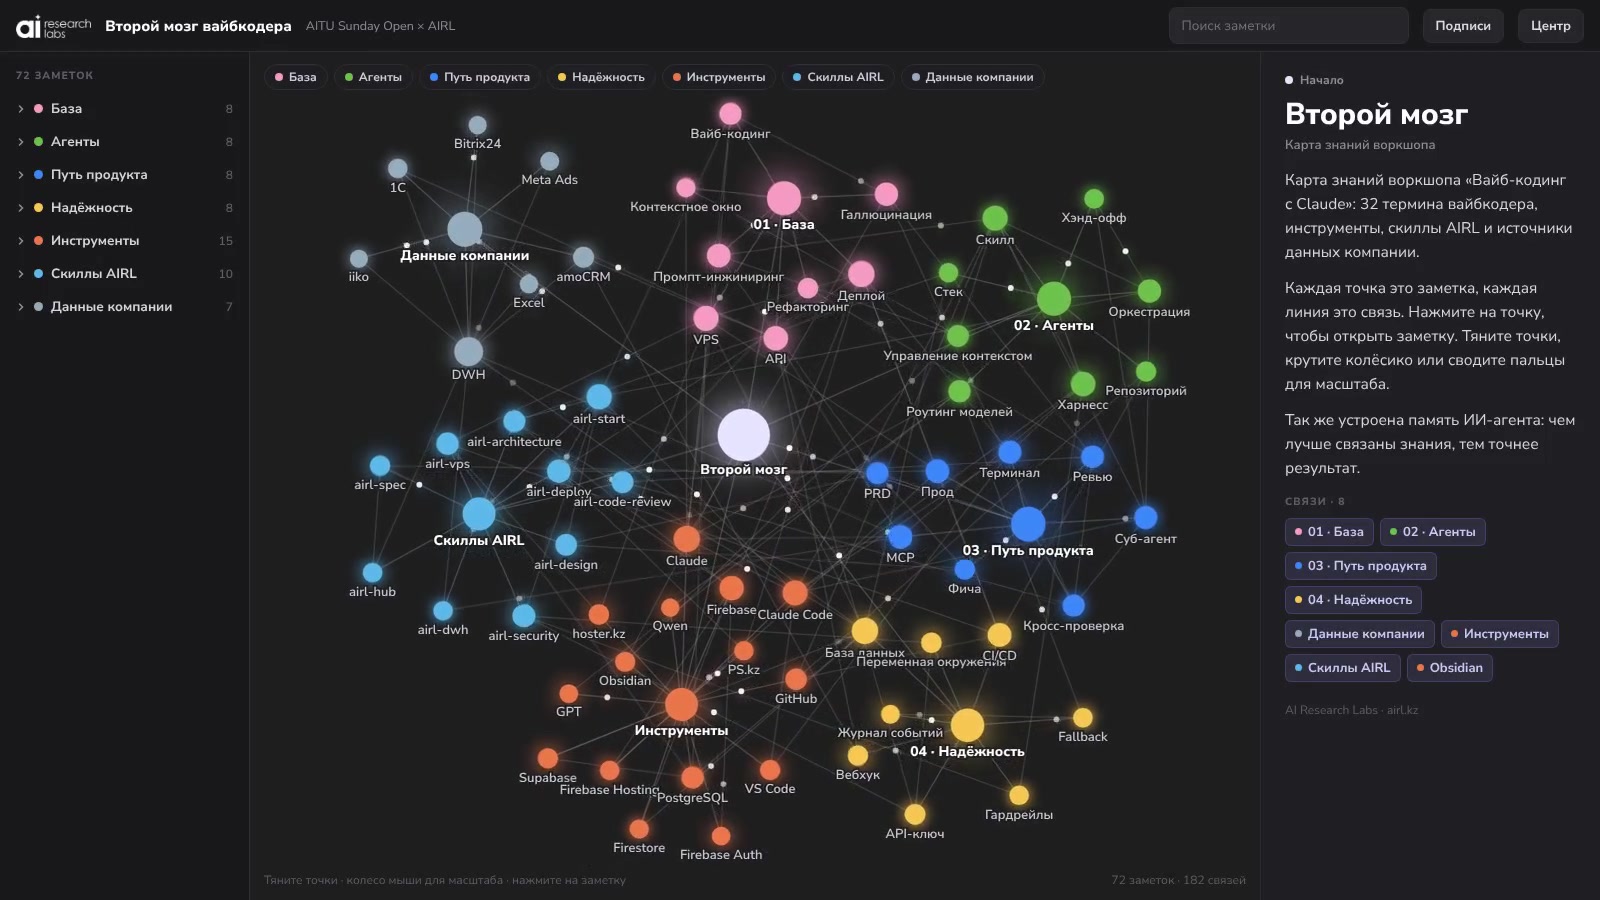 ai research labs
Второй мозг вайбкодера
AITU Sunday Open × AIRL
Поиск заметки
Подписи
Центр
72 ЗАМЕТОК
База 8
Агенты 8
Путь продукта 8
Надёжность 8
Инструменты 15
Скиллы AIRL 10
Данные компании 7
База
Агенты
Путь продукта
Надёжность
Инструменты
Скиллы AIRL
Данные компании
Bitrix24
Вайб-кодинг
1C
Meta Ads
Контекстное окно
01 · База
Галлюцинация
Скилл
Хэнд-офф
Данные компании
iiko
amoCRM
Excel
Промпт-инжиниринг
Рефакторинг
Деплой
Стек
02 · Агенты
Оркестрация
VPS
API
Управление контекстом
DWH
Роутинг моделей
Харнесс
Репозиторий
airl-start
airl-architecture
airl-vps
airl-spec
airl-deploy
airl-code-review
Второй мозг
PRD
Прод
Терминал
Ревью
Скиллы AIRL
airl-design
Claude
MCP
03 · Путь продукта
Суб-агент
airl-hub
Фича
airl-dwh
airl-security
hoster.kz
Qwen
Firebase
Claude Code
Кросс-проверка
База данных
Переменная окружения
CI/CD
Obsidian
PS.kz
GPT
GitHub
Инструменты
Журнал событий
04 · Надёжность
Fallback
Вебхук
Supabase
Firebase Hosting
PostgreSQL
VS Code
Гардрейлы
API-ключ
Firestore
Firebase Auth
Тяните точки · колесо мыши для масштаба · нажмите на заметку
72 заметок · 182 связей
Начало
Второй мозг
Карта знаний воркшопа
Карта знаний воркшопа «Вайб-кодинг
с Claude»: 32 термина вайбкодера,
инструменты, скиллы AIRL и источники
данных компании.
Каждая точка это заметка, каждая
линия это связь. Нажмите на точку,
чтобы открыть заметку. Тяните точки,
крутите колёсико или сводите пальцы
для масштаба.
Так же устроена память ИИ-агента: чем
лучше связаны знания, тем точнее
результат.
СВЯЗИ · 8
01 · База
02 · Агенты
03 · Путь продукта
04 · Надёжность
Данные компании
Инструменты
Скиллы AIRL
Obsidian
AI Research Labs · airl.kz